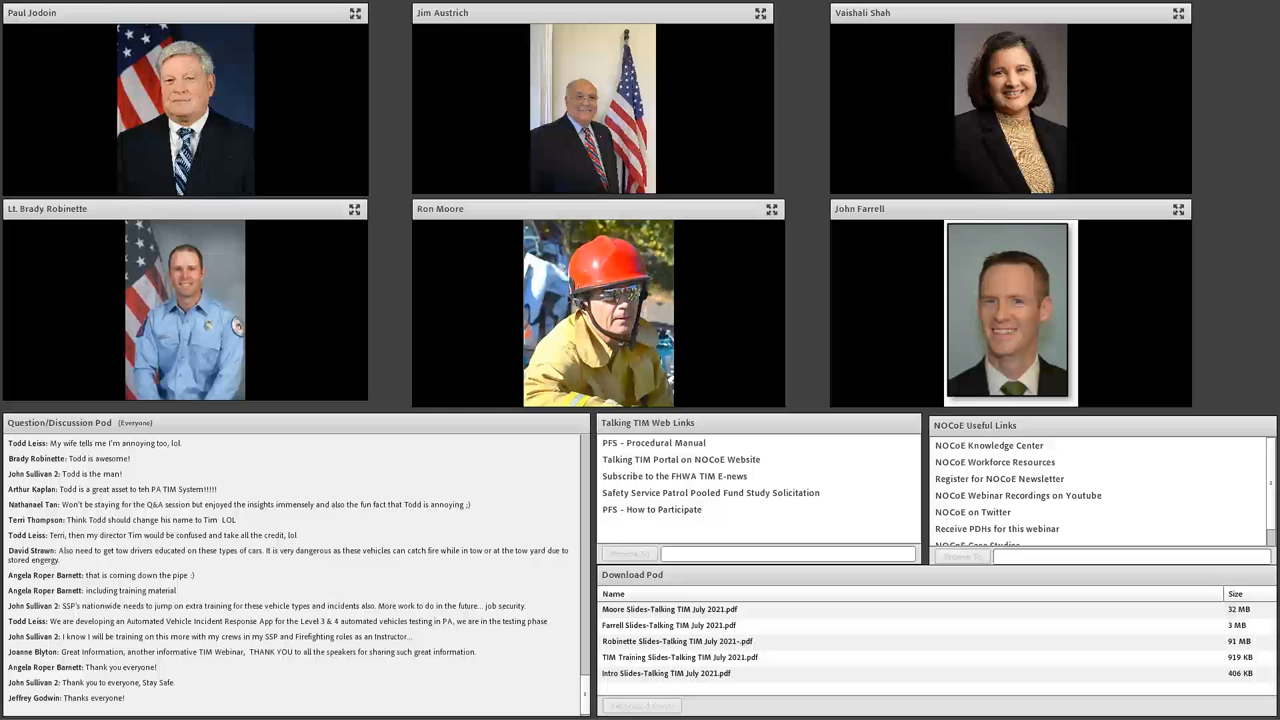 Paul Jodoin
Jim Austrich
Vaishali Shah
Lt. Brady Robinette
Ron Moore
John Farrell
Question/Discussion Pod (Everyone)
Todd Leiss: My wife tells me I'm annoying too, lol.
Brady Robinette: Todd is awesome!
John Sullivan 2: Todd is the man!
Arthur Kaplan: Todd is a great asset to teh PA TIM System!!!!!
Nathanael Tan: Won't be staying for the Q&A session but enjoyed the insights immensely and also the fun fact that Todd is annoying ;)
Terri Thompson: Think Todd should change his name to Tim LOL
Todd Leiss: Terri, then my director Tim would be confused and take all the credit, lol
David Strawn: Also need to get tow drivers educated on these types of cars. It is very dangerous as these vehicles can catch fire while in tow or at the tow yard due to
stored engergy.
Angela Roper Barnett: that is coming down the pipe :)
Angela Roper Barnett: including training material
John Sullivan 2: SSP's nationwide needs to jump on extra training for these vehicle types and incidents also. More work to do in the future... job security.
Todd Leiss: We are developing an Automated Vehicle Incident Response App for the Level 3 & 4 automated vehicles testing in PA, we are in the testing phase
John Sullivan 2: I know I will be training on this more with my crews in my SSP and Firefighting roles as an Instructor...
Joanne Blyton: Great Information, another informative TIM Webinar, THANK YOU to all the speakers for sharing such great information.
Angela Roper Barnett: Thank you everyone!
John Sullivan 2: Thank you to everyone, Stay Safe.
Jeffrey Godwin: Thanks everyone!
Talking TIM Web Links
PFS - Procedural Manual
Talking TIM Portal on NOCoE Website
Subscribe to the FHWA TIM E-news
Safety Service Patrol Pooled Fund Study Solicitation
PFS - How to Participate
Browse To
NOCoE Useful Links
NOCoE Knowledge Center
NOCoE Workforce Resources
Register for NOCoE Newsletter
NOCoE Webinar Recordings on Youtube
NOCoE on Twitter
Receive PDHs for this webinar
NOCoE Case Studies
Browse To
Download Pod
Name Size
Moore Slides-Talking TIM July 2021.pdf 32 MB
Farrell Slides-Talking TIM July 2021.pdf 3 MB
Robinette Slides-Talking TIM July 2021-.pdf 91 MB
TIM Training Slides-Talking TIM July 2021.pdf 919 KB
Intro Slides-Talking TIM July 2021.pdf 406 KB